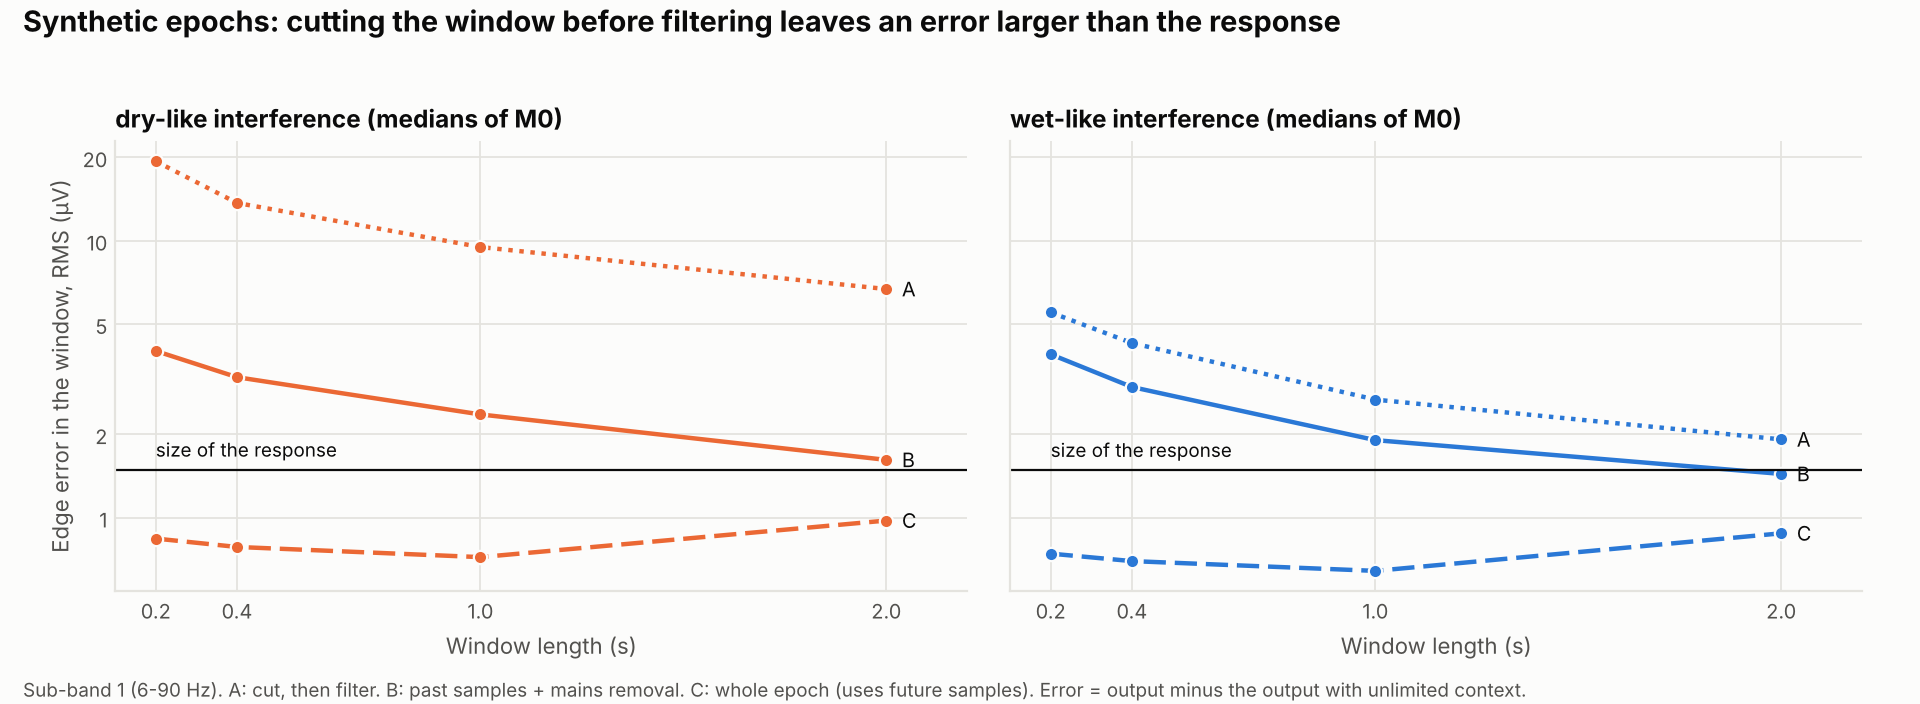 Synthetic epochs: cutting the window before filtering leaves an error larger than the response
dry-like interference (medians of M0)
wet-like interference (medians of M0)
Edge error in the window, RMS (µV)
20
10
5
2
1
A
size of the response
B
C
0.2
0.4
1.0
2.0
Window length (s)
size of the response
A
B
C
0.2
0.4
1.0
2.0
Window length (s)
Sub-band 1 (6-90 Hz). A: cut, then filter. B: past samples + mains removal. C: whole epoch (uses future samples). Error = output minus the output with unlimited context.